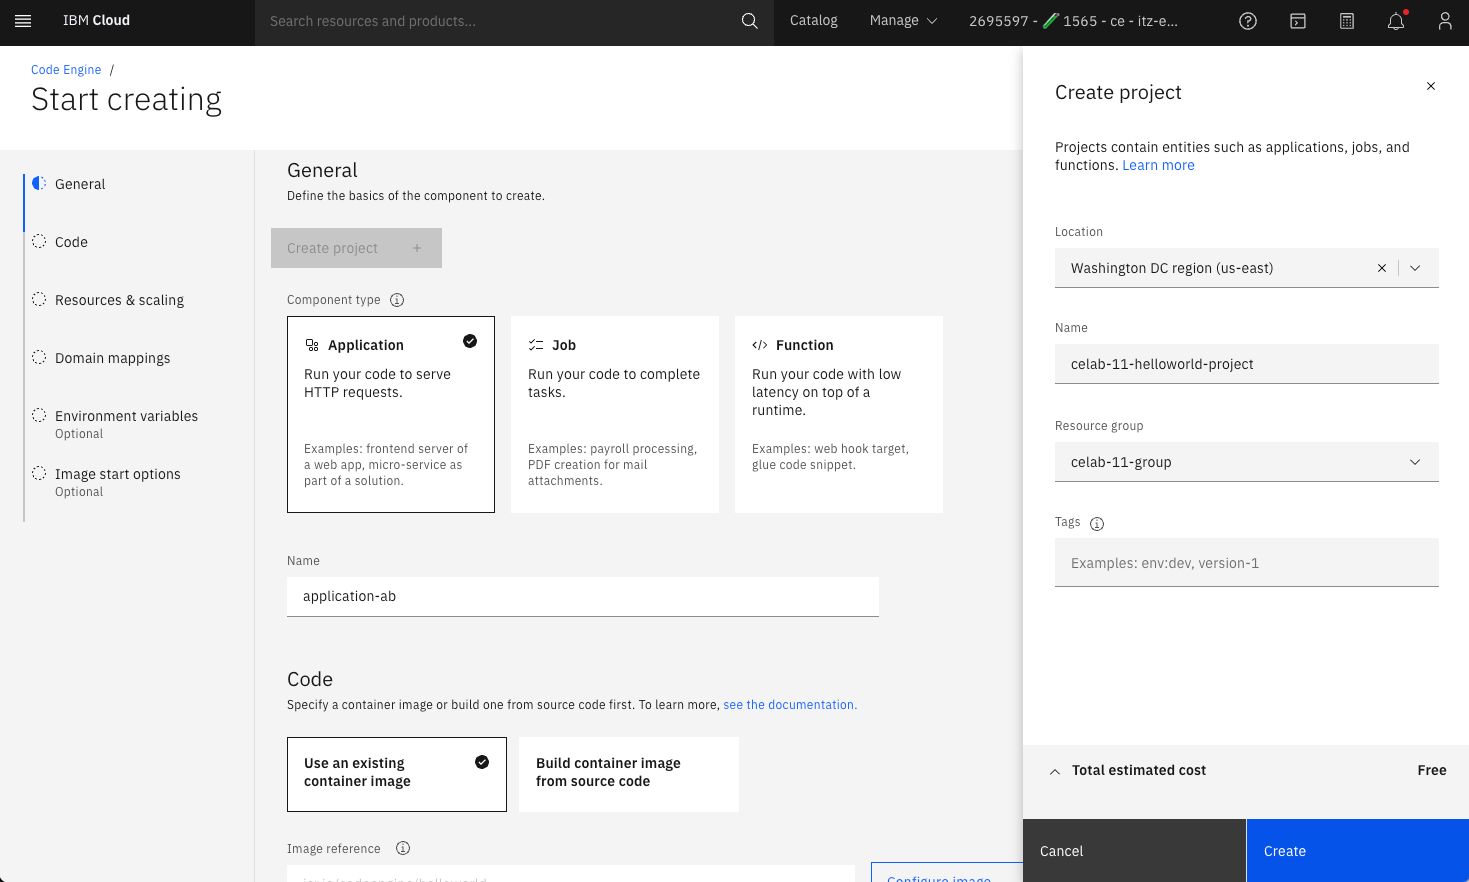 IBM Cloud
Search resources and products...
Catalog
Manage
2695597 - 1565 - ce - itz-e...
Code Engine /
Start creating
General
Code
Resources & scaling
Domain mappings
Environment variables
Optional
Image start options
Optional
General
Define the basics of the component to create.
Create project +
Component type
Application
Run your code to serve
HTTP requests.
Examples: frontend server of
a web app, micro-service as
part of a solution.
Job
Run your code to complete
tasks.
Examples: payroll processing,
PDF creation for mail
attachments.
</> Function
Run your code with low
latency on top of a
runtime.
Examples: web hook target,
glue code snippet.
Name
application-ab
Code
Specify a container image or build one from source code first. To learn more, see the documentation.
Use an existing
container image
Build container image
from source code
Image reference
Configure image
Create project
Projects contain entities such as applications, jobs, and
functions. Learn more
Location
Washington DC region (us-east)
Name
celab-11-helloworld-project
Resource group
celab-11-group
Tags
Examples: env:dev, version-1
Total estimated cost
Free
Cancel
Create